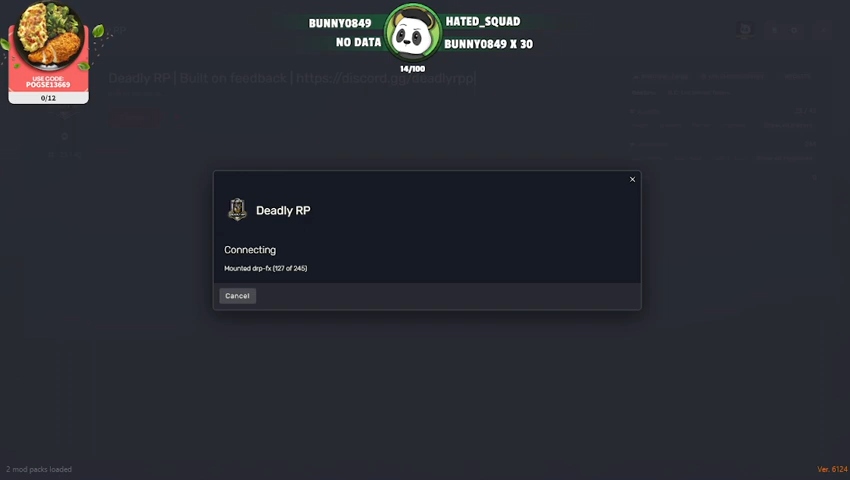 BUNNY0849
HATED_SQUAD
NO DATA
BUNNY0849 X 30
14/100
USE CODE:
POGSE13669
0/12
Deadly RP | Built on feedback | https://discord.gg/deadlyrpp|
Deadly RP
Connecting
Mounted drp-fx (127 of 245)
Cancel
2 mod packs loaded
Ver. 6124